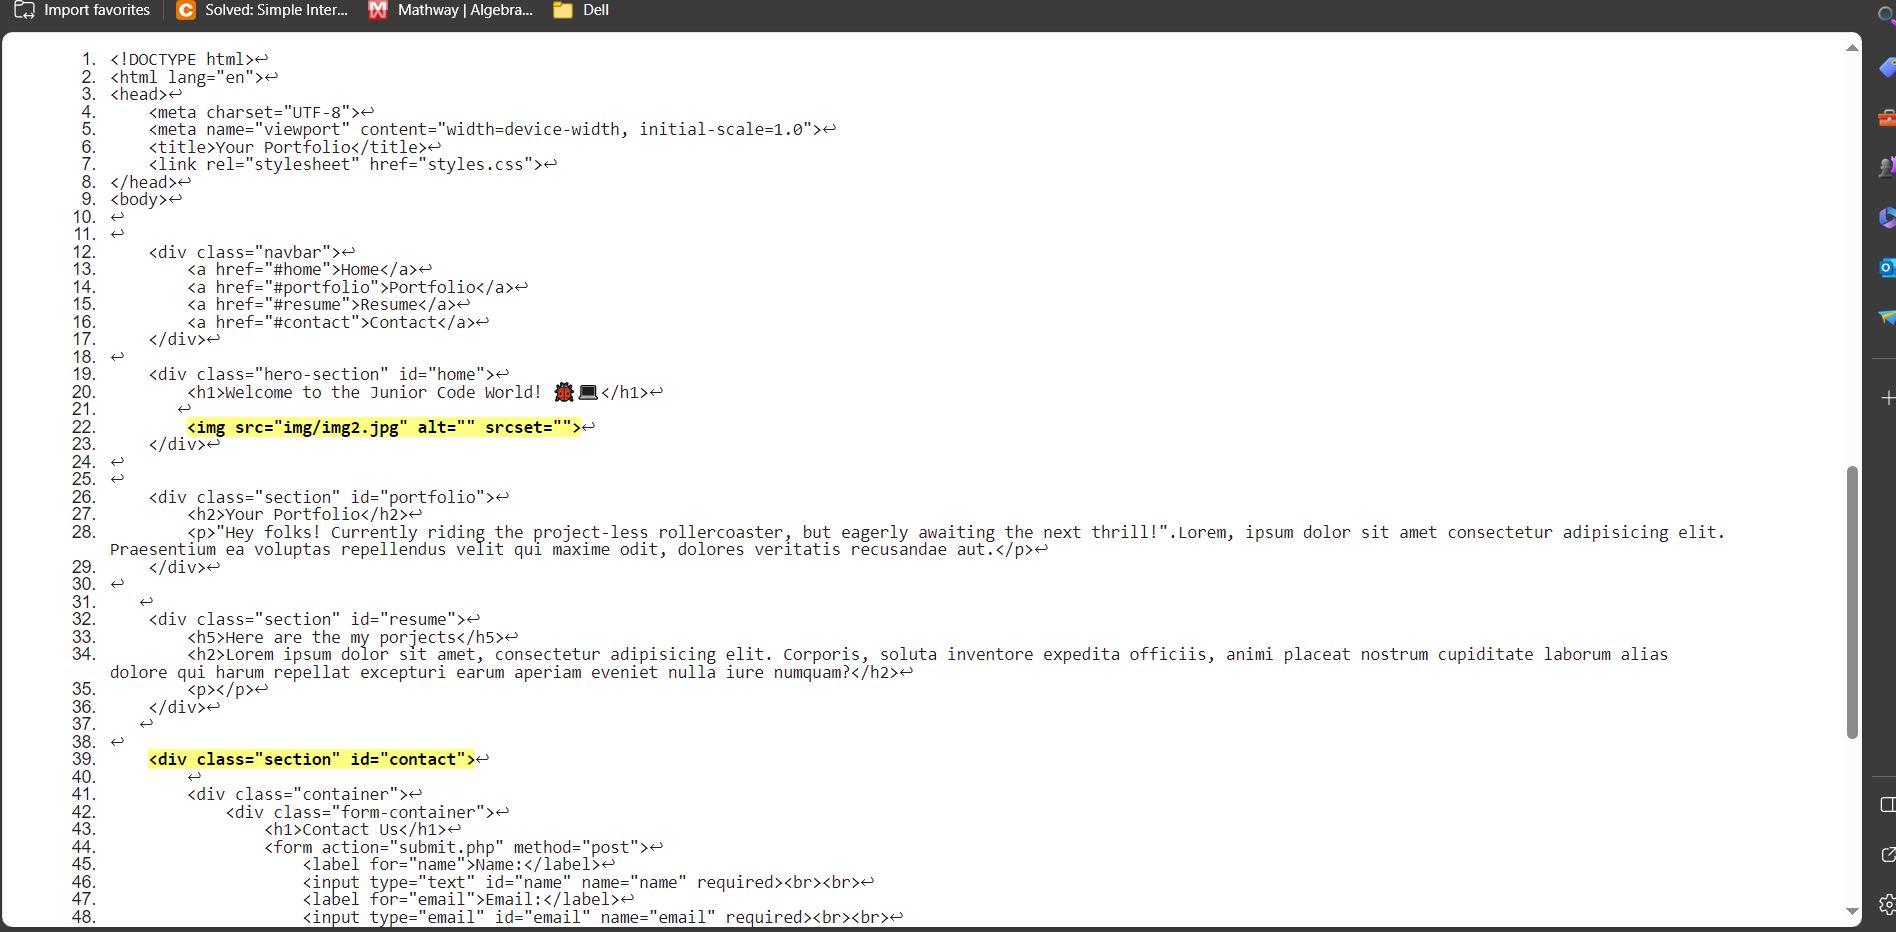 Import favorites Solved: Simple Inter... Mathway | Algebra... Dell
1. <!DOCTYPE html>↩
2. <html lang="en">↩
3. <head>↩
4.     <meta charset="UTF-8">↩
5.     <meta name="viewport" content="width=device-width, initial-scale=1.0">↩
6.     <title>Your Portfolio</title>↩
7.     <link rel="stylesheet" href="styles.css">↩
8. </head>↩
9. <body>↩
10. ↩
11. ↩
12.     <div class="navbar">↩
13.         <a href="#home">Home</a>↩
14.         <a href="#portfolio">Portfolio</a>↩
15.         <a href="#resume">Resume</a>↩
16.         <a href="#contact">Contact</a>↩
17.     </div>↩
18. ↩
19.     <div class="hero-section" id="home">↩
20.         <h1>Welcome to the Junior Code World! 🐞💻</h1>↩
21.        ↩
22.         <img src="img/img2.jpg" alt="" srcset="">↩
23.     </div>↩
24. ↩
25. ↩
26.     <div class="section" id="portfolio">↩
27.         <h2>Your Portfolio</h2>↩
28.         <p>"Hey folks! Currently riding the project-less rollercoaster, but eagerly awaiting the next thrill!".Lorem, ipsum dolor sit amet consectetur adipisicing elit.
Praesentium ea voluptas repellendus velit qui maxime odit, dolores veritatis recusandae aut.</p>↩
29.     </div>↩
30. ↩
31.    ↩
32.     <div class="section" id="resume">↩
33.         <h5>Here are the my porjects</h5>↩
34.         <h2>Lorem ipsum dolor sit amet, consectetur adipisicing elit. Corporis, soluta inventore expedita officiis, animi placeat nostrum cupiditate laborum alias
dolore qui harum repellat excepturi earum aperiam eveniet nulla iure numquam?</h2>↩
35.         <p></p>↩
36.     </div>↩
37.    ↩
38. ↩
39.     <div class="section" id="contact">↩
40.         ↩
41.         <div class="container">↩
42.             <div class="form-container">↩
43.                 <h1>Contact Us</h1>↩
44.                 <form action="submit.php" method="post">↩
45.                     <label for="name">Name:</label>↩
46.                     <input type="text" id="name" name="name" required><br><br>↩
47.                     <label for="email">Email:</label>↩
48.                     <input type="email" id="email" name="email" required><br><br>↩